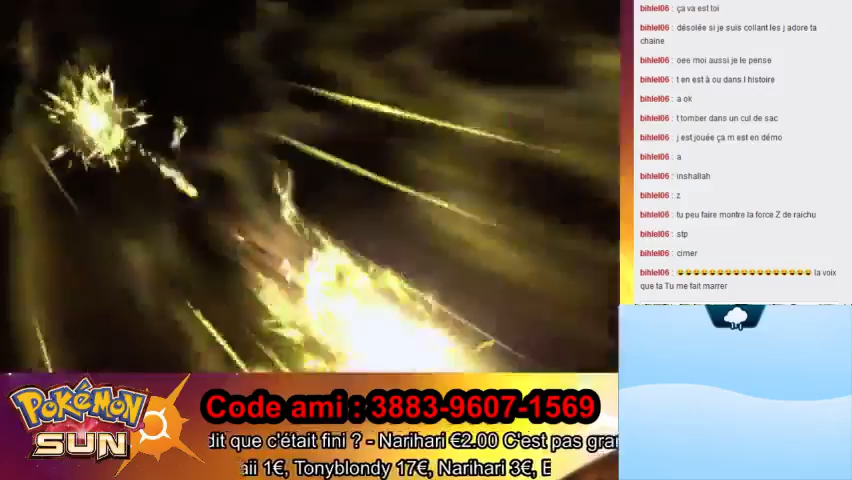 bihlel06 : ça va est toi
bihlel06 : désolée si je suis collant les j adore ta
chaine
bihlel06 : oee moi aussi je le pense
bihlel06 : t en est à ou dans l histoire
bihlel06 : a ok
bihlel06 : t tomber dans un cul de sac
bihlel06 : j est jouée ça m est en démo
bihlel06 : a
bihlel06 : inshallah
bihlel06 : z
bihlel06 : tu peu faire montre la force Z de raichu
bihlel06 : stp
bihlel06 : cimer
bihlel06 : 😄😄😄😄😄😄😄😄😄😄😄😄😄😄😄😄😄 la voix
que ta Tu me fait marrer
POKÉMON
SUN
Code ami : 3883-9607-1569
dit que c'était fini ? - Narihari €2.00 C'est pas gra
aii 1€, Tonyblondy 17€, Narihari 3€,